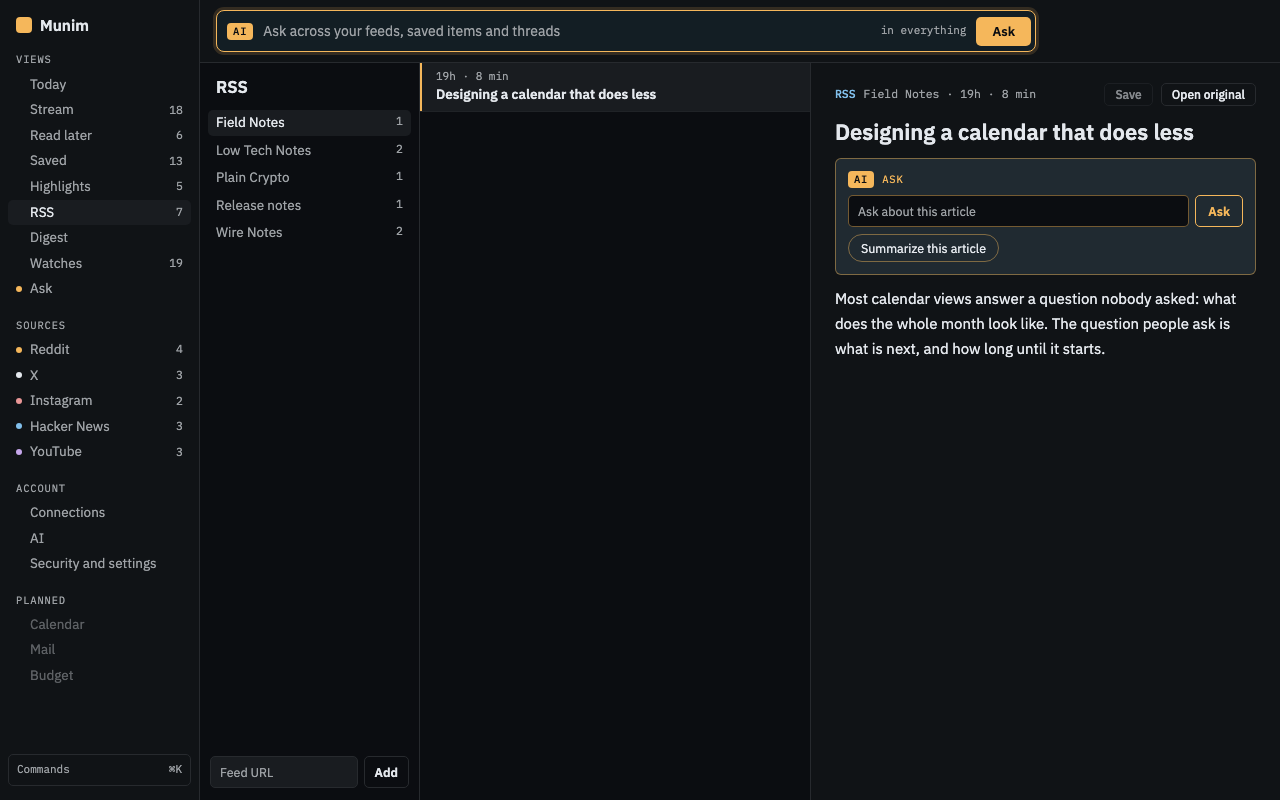 Munim
VIEWS
Today
Stream 18
Read later 6
Saved 13
Highlights 5
RSS 7
Digest
Watches 19
Ask
SOURCES
Reddit 4
X 3
Instagram 2
Hacker News 3
YouTube 3
ACCOUNT
Connections
AI
Security and settings
PLANNED
Calendar
Mail
Budget
Commands ⌘K
AI Ask across your feeds, saved items and threads in everything Ask
RSS
Field Notes 1
Low Tech Notes 2
Plain Crypto 1
Release notes 1
Wire Notes 2
Feed URL Add
19h · 8 min
Designing a calendar that does less
RSS Field Notes · 19h · 8 min Save Open original
Designing a calendar that does less
AI ASK
Ask about this article Ask
Summarize this article
Most calendar views answer a question nobody asked: what
does the whole month look like. The question people ask is
what is next, and how long until it starts.